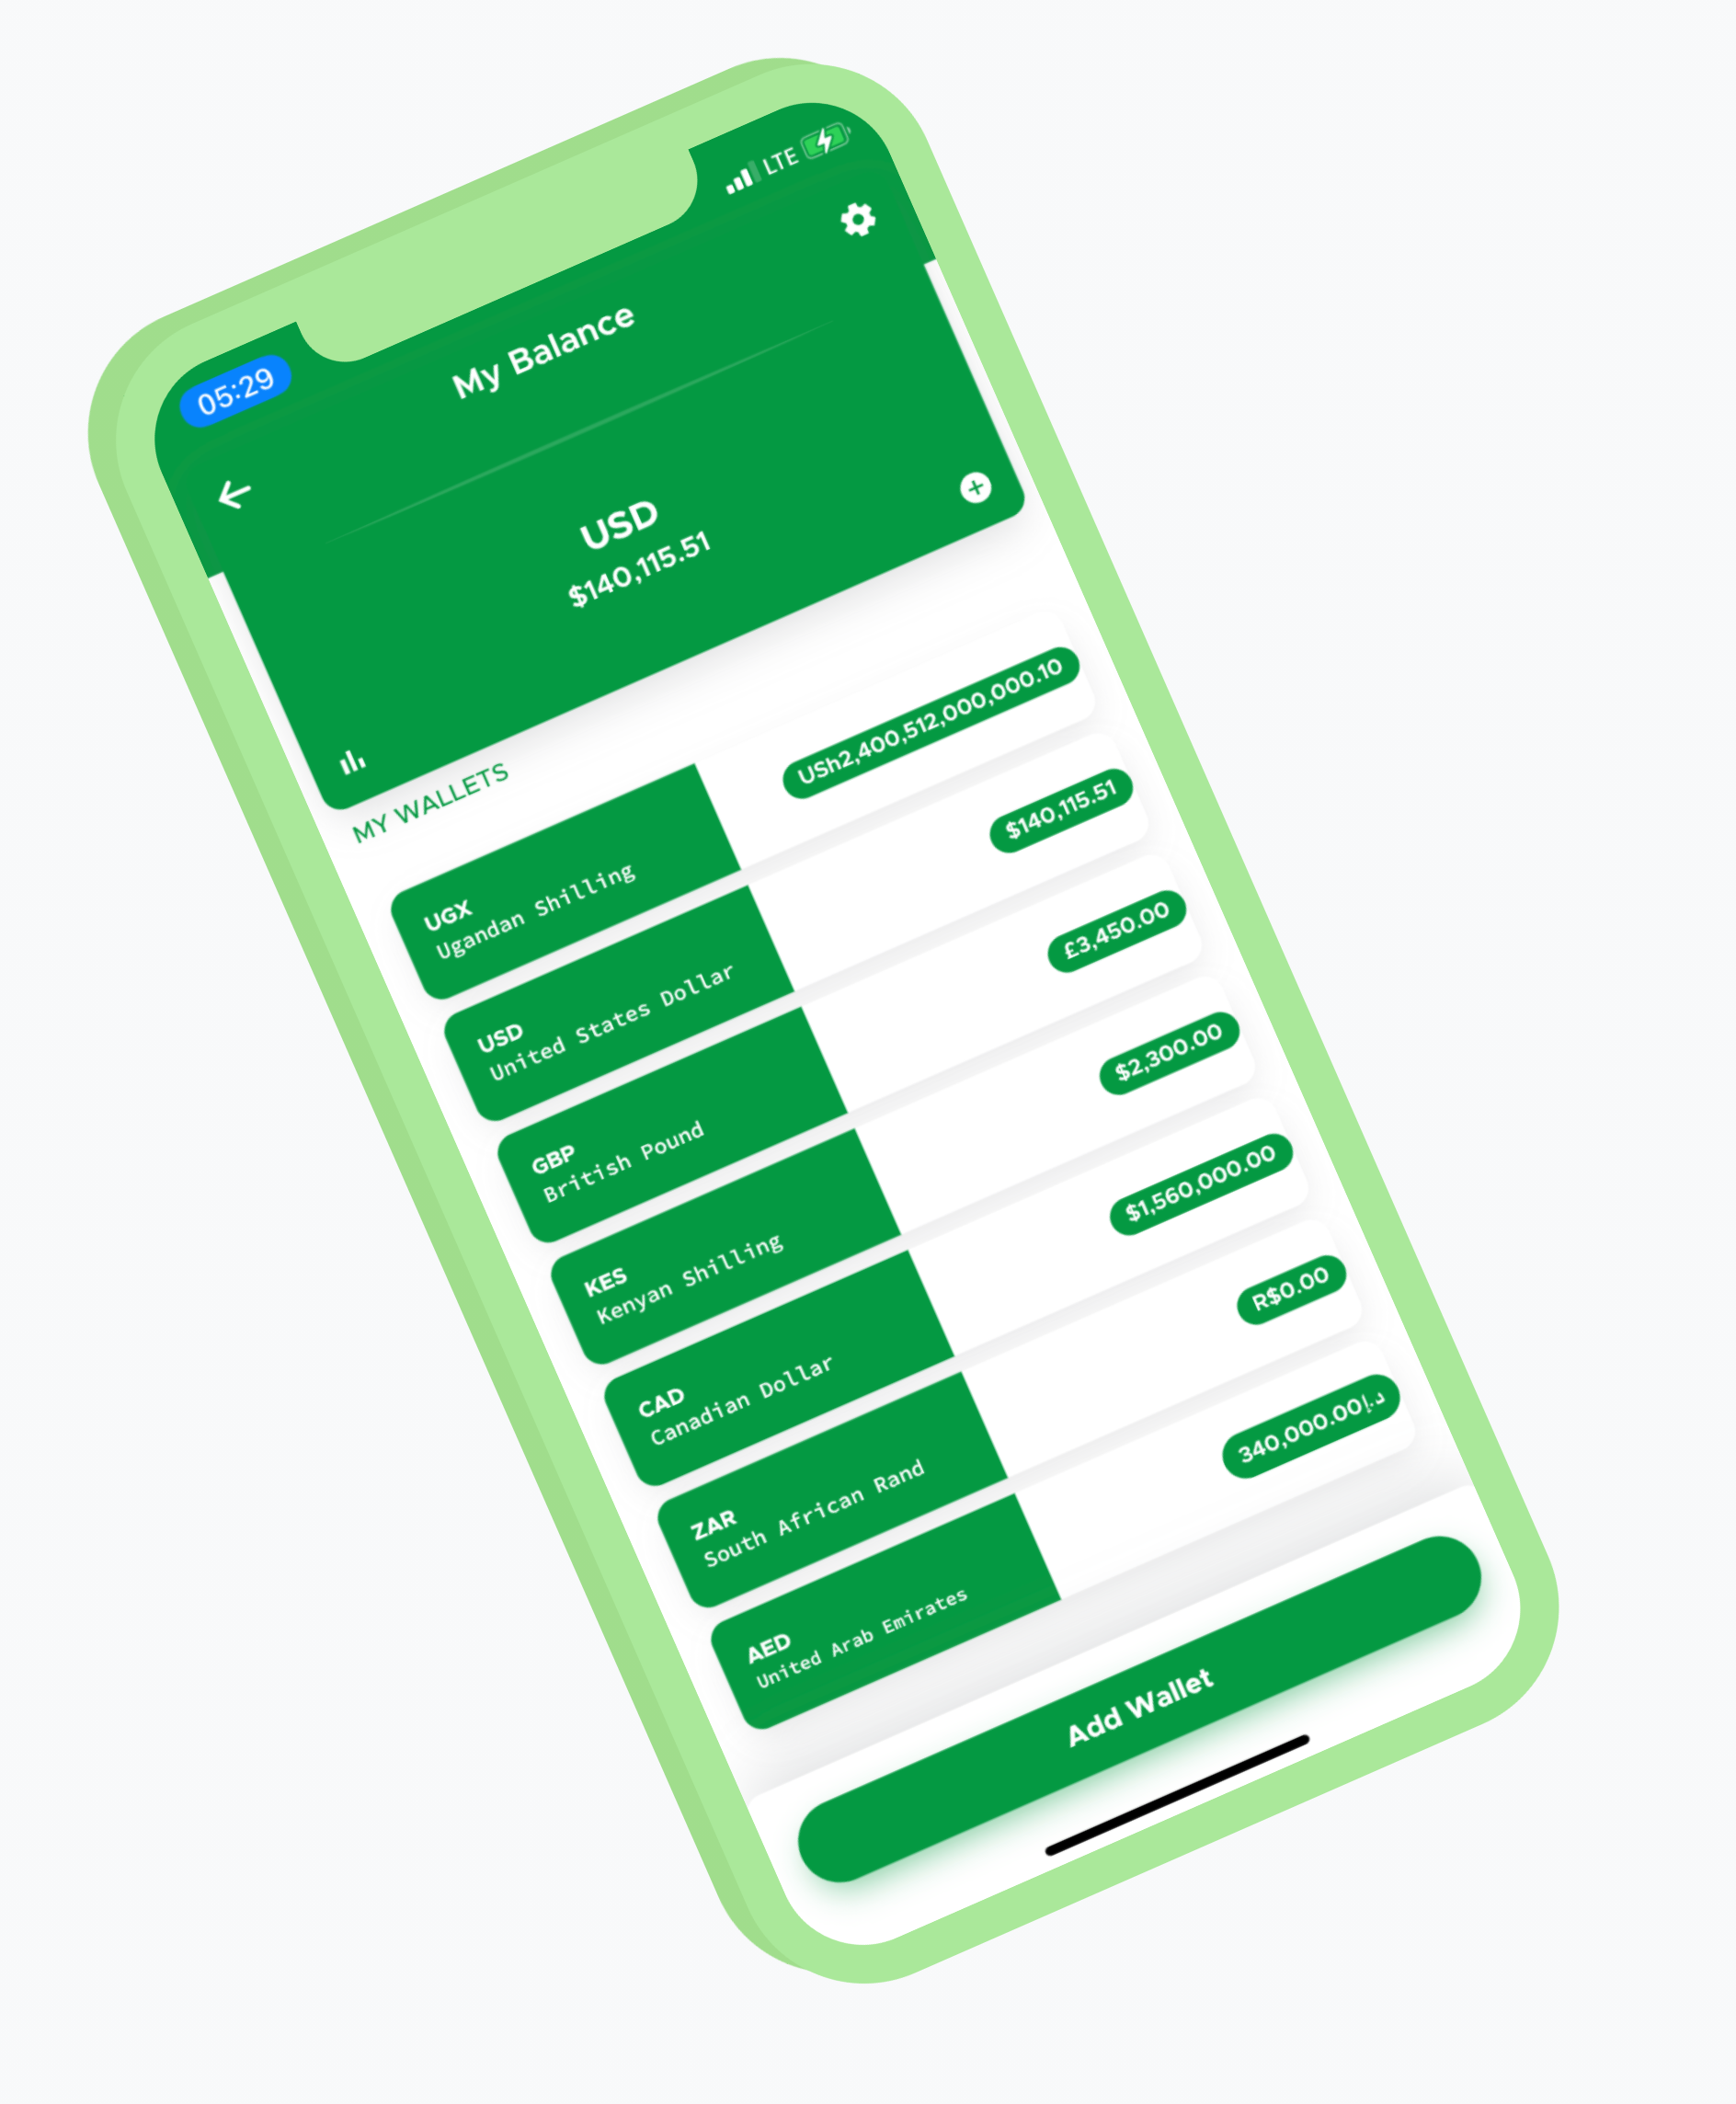 05:29
LTE
My Balance
USD
$140,115.51
MY WALLETS
UGX
Ugandan Shilling
USh2,400,512,000,000.10
USD
United States Dollar
$140,115.51
GBP
British Pound
£3,450.00
KES
Kenyan Shilling
$2,300.00
CAD
Canadian Dollar
$1,560,000.00
ZAR
South African Rand
R$0.00
AED
United Arab Emirates
340,000.00د.إ
Add Wallet